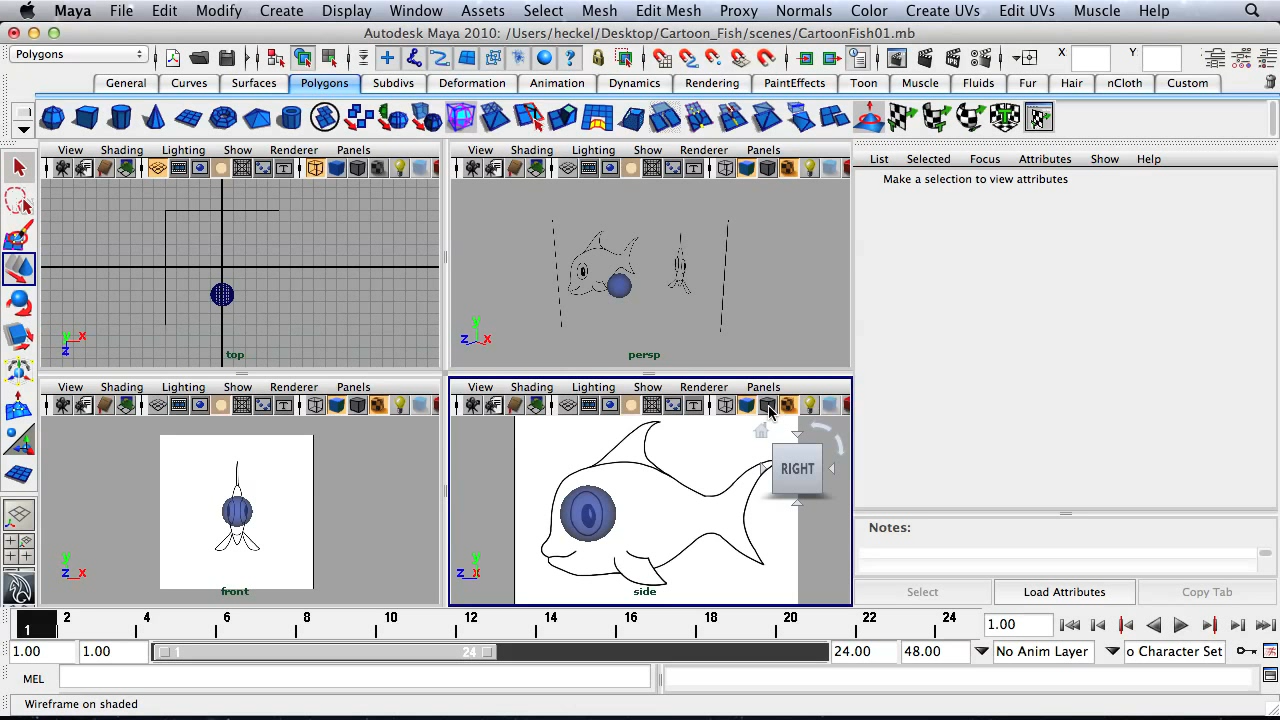 Maya File Edit Modify Create Display Window Assets Select Mesh Edit Mesh Proxy Normals Color Create UVs Edit UVs Muscle Help
Autodesk Maya 2010: /Users/heckel/Desktop/Cartoon_Fish/scenes/CartoonFish01.mb
Polygons X Y
General Curves Surfaces Polygons Subdivs Deformation Animation Dynamics Rendering PaintEffects Toon Muscle Fluids Fur Hair nCloth Custom
View Shading Lighting Show Renderer Panels
View Shading Lighting Show Renderer Panels
List Selected Focus Attributes Show Help
Make a selection to view attributes
y x
z
top
y
z x
persp
View Shading Lighting Show Renderer Panels
View Shading Lighting Show Renderer Panels
RIGHT
Notes:
y
z x
front
y
z x
side
Select Load Attributes Copy Tab
1 2 4 6 8 10 12 14 16 18 20 22 24 1.00
1.00 1.00 1 24 24.00 48.00 No Anim Layer o Character Set
MEL
Wireframe on shaded